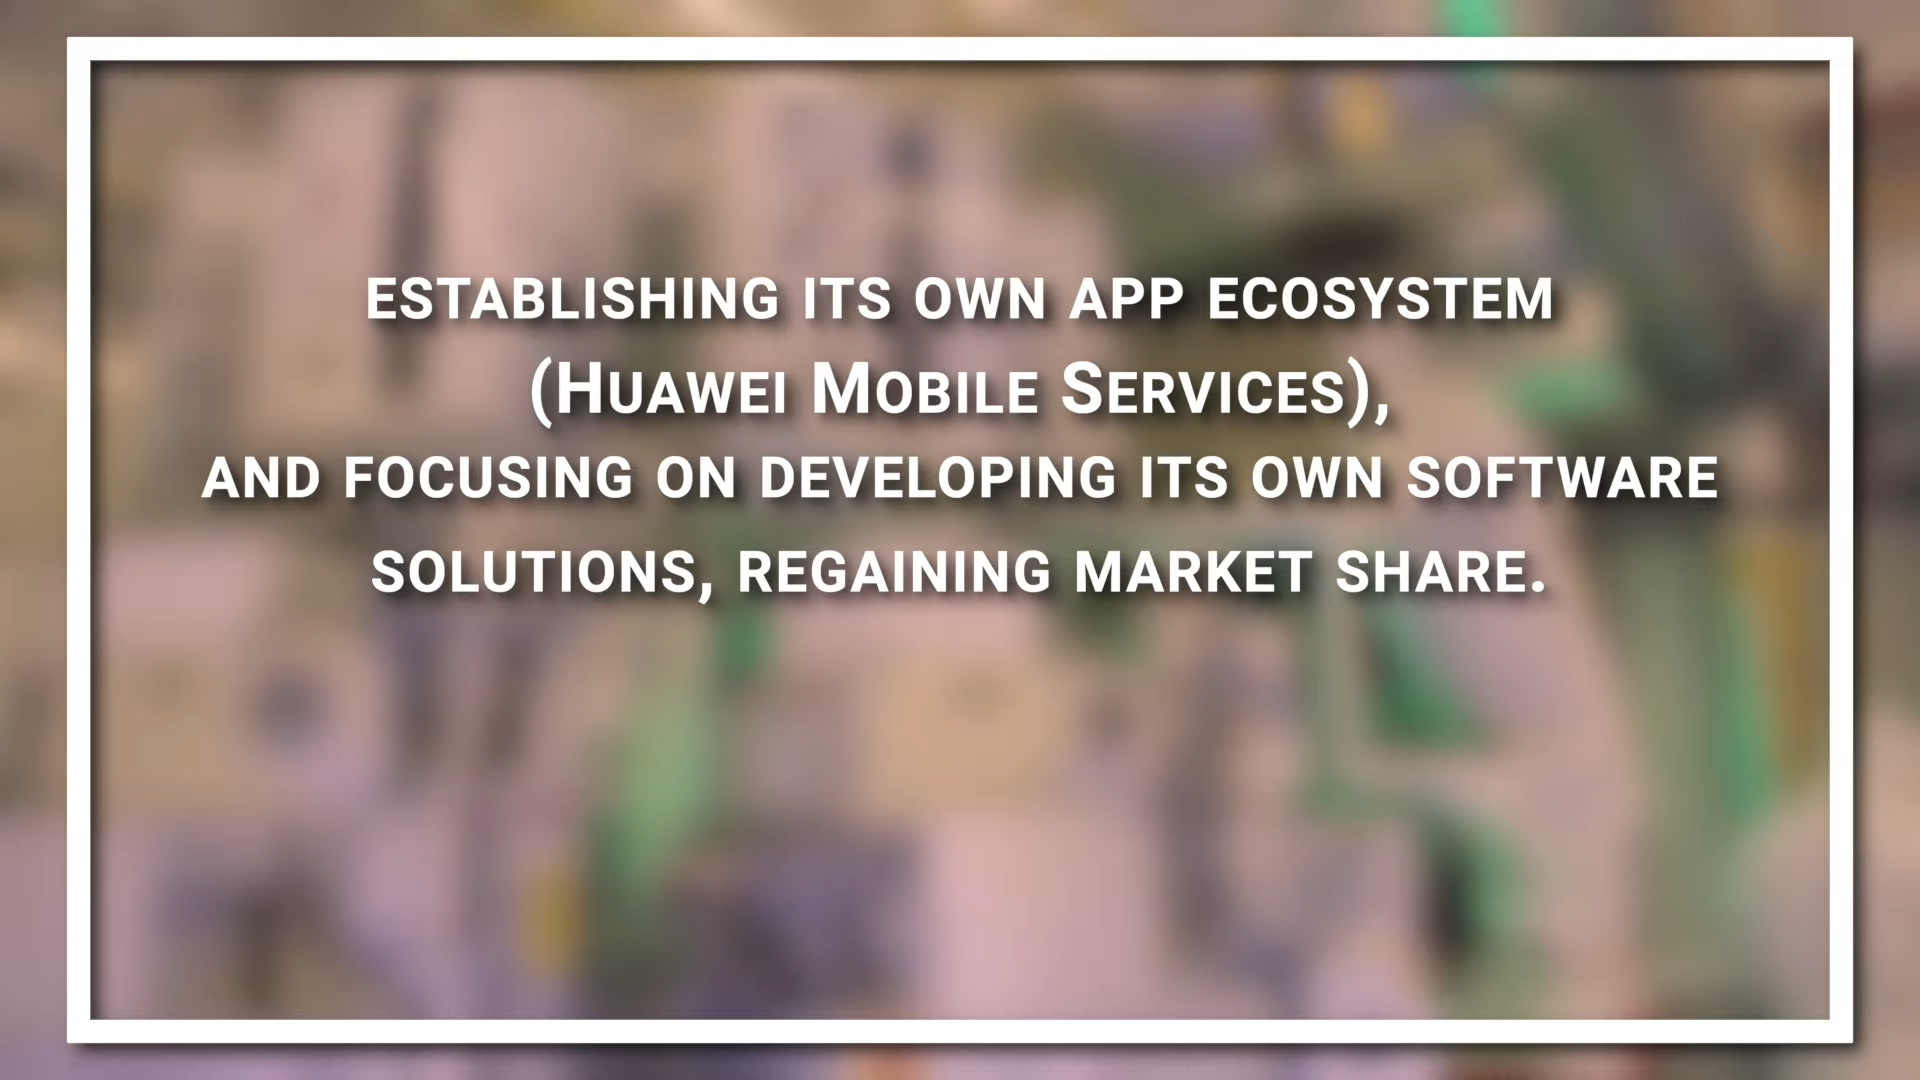 ESTABLISHING ITS OWN APP ECOSYSTEM
(HUAWEI MOBILE SERVICES),
AND FOCUSING ON DEVELOPING ITS OWN SOFTWARE
SOLUTIONS, REGAINING MARKET SHARE.